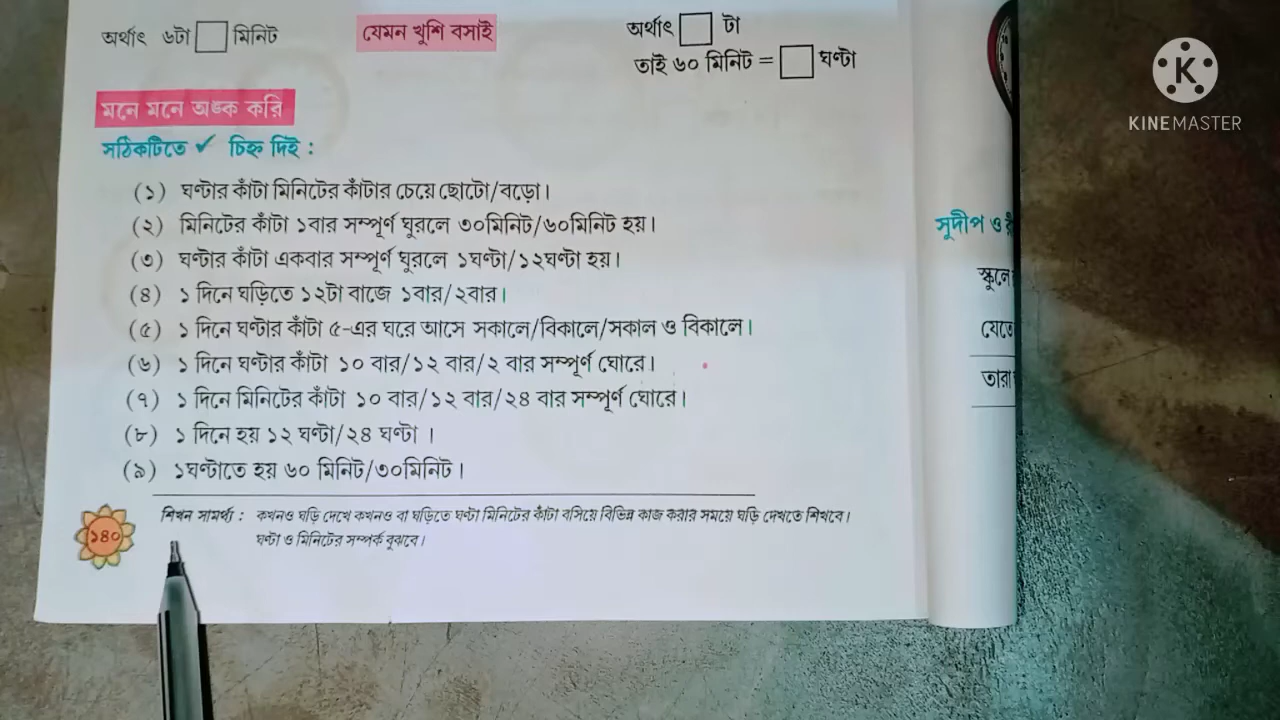 অর্থাৎ ৬টা মিনিট
যেমন খুশি বসাই
অর্থাৎ টা
তাই ৬০ মিনিট = ঘণ্টা
মনে মনে অঙ্ক করি
সঠিকটিতে ✓ চিহ্ন দিই :
(১) ঘণ্টার কাঁটা মিনিটের কাঁটার চেয়ে ছোটো/বড়ো।
(২) মিনিটের কাঁটা ১বার সম্পূর্ণ ঘুরলে ৩০মিনিট/৬০মিনিট হয়।
(৩) ঘণ্টার কাঁটা একবার সম্পূর্ণ ঘুরলে ১ঘণ্টা/১২ঘণ্টা হয়।
(৪) ১ দিনে ঘড়িতে ১২টা বাজে ১বার/২বার।
(৫) ১ দিনে ঘণ্টার কাঁটা ৫-এর ঘরে আসে সকালে/বিকালে/সকাল ও বিকালে।
(৬) ১ দিনে ঘণ্টার কাঁটা ১০ বার/১২ বার/২ বার সম্পূর্ণ ঘোরে।
(৭) ১ দিনে মিনিটের কাঁটা ১০ বার/১২ বার/২৪ বার সম্পূর্ণ ঘোরে।
(৮) ১ দিনে হয় ১২ ঘণ্টা/২৪ ঘণ্টা ।
(৯) ১ঘণ্টাতে হয় ৬০ মিনিট/৩০মিনিট।
শিখন সামর্থ্য : কখনও ঘড়ি দেখে কখনও বা ঘড়িতে ঘণ্টা মিনিটের কাঁটা বসিয়ে বিভিন্ন কাজ করার সময়ে ঘড়ি দেখতে শিখবে।
ঘণ্টা ও মিনিটের সম্পর্ক বুঝবে।
১৪০
সুদীপ ও
স্কুলে
যেতে
তারা
K
KINEMASTER